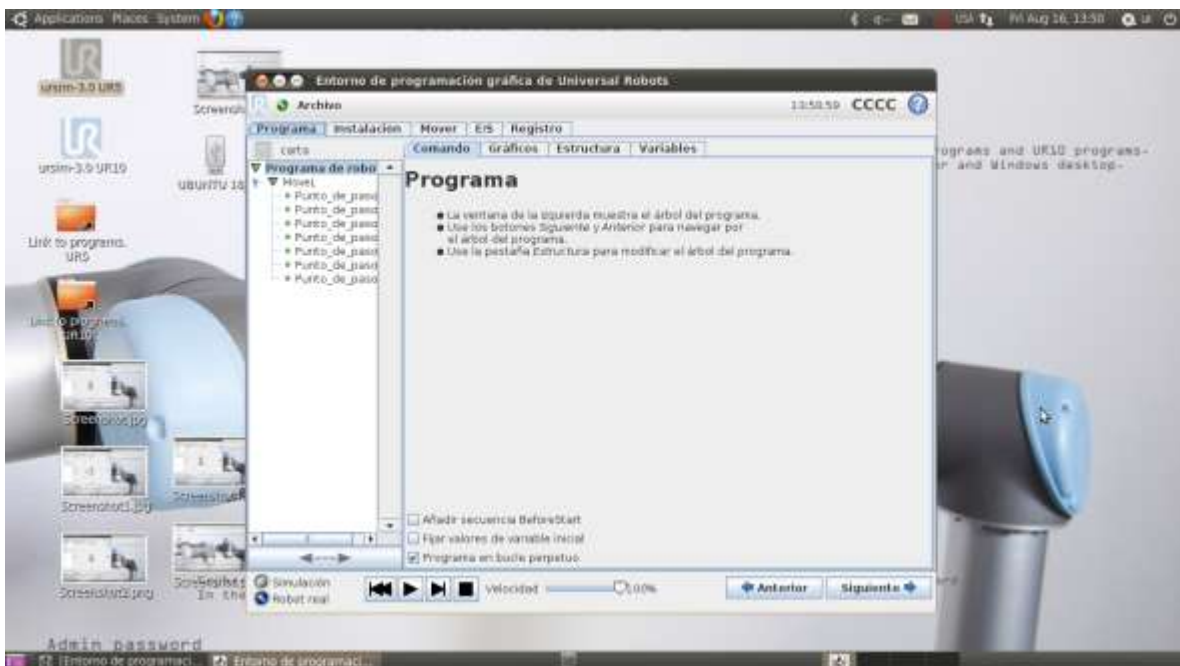 Applications Places System
USA
Fri Aug 16, 13:50
ursim-3.0 UR5
ursim-3.0 UR10
Link to programs.
UR5
Link to programs.
UR10
Screenshot.jpg
Screenshot1.jpg
Screenshot2.png
Admin password
In the
ograms and UR10 programs-
or and Windows desktop-
Entorno de programación gráfica de Universal Robots
Archivo
13:50:59 CCCC
Programa Instalación Mover E/S Registro
carto
Comando Gráficos Estructura Variables
Programa de robo
MoveL
Punto_de_paso
Punto_de_paso
Punto_de_paso
Punto_de_paso
Punto_de_paso
Punto_de_paso
Punto_de_paso
Programa
La ventana de la izquierda muestra el árbol del programa.
Use los botones Siguiente y Anterior para navegar por
el árbol del programa.
Use la pestaña Estructura para modificar el árbol del programa.
Añadir secuencia BeforeStart
Fijar valores de variable inicial
Programa en bucle perpetuo
Simulación
Robot real
Velocidad 100%
Anterior Siguiente
[Entorno de programaci...
Entorno de programaci...